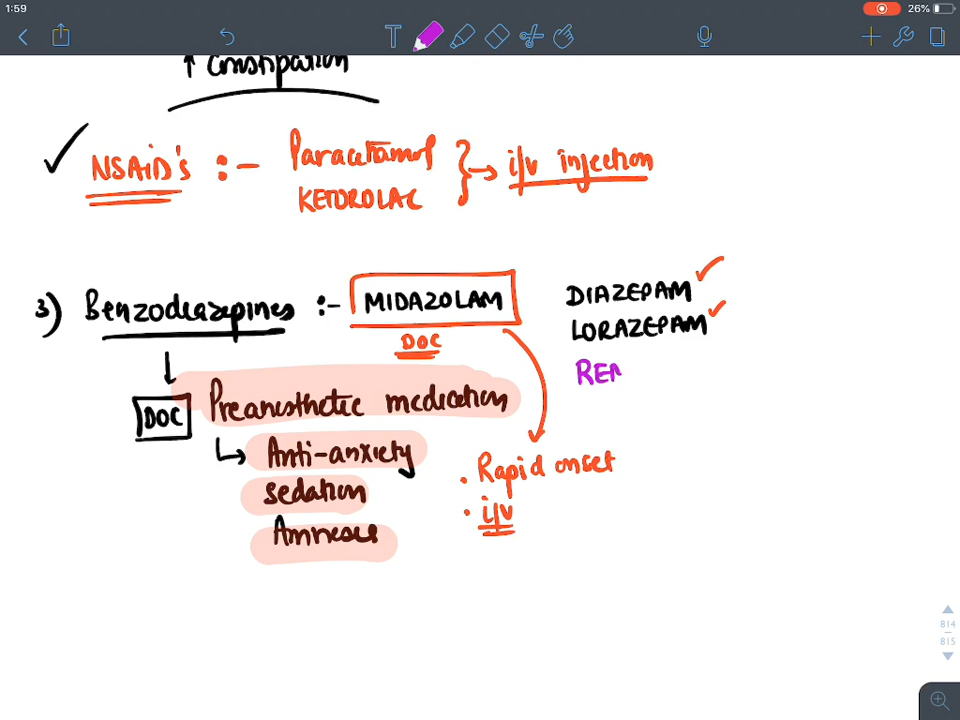 1:59
26%
T
↑ Constipation
NSAID's :- Paracetamol
KETOROLAC
} → i/v injection
3) Benzodiazepines :- MIDAZOLAM
DOC
DIAZEPAM
LORAZEPAM
REM
DOC
Preanesthetic medication
Anti-anxiety
sedation
Amnesia
• Rapid onset
• i/v
814
815